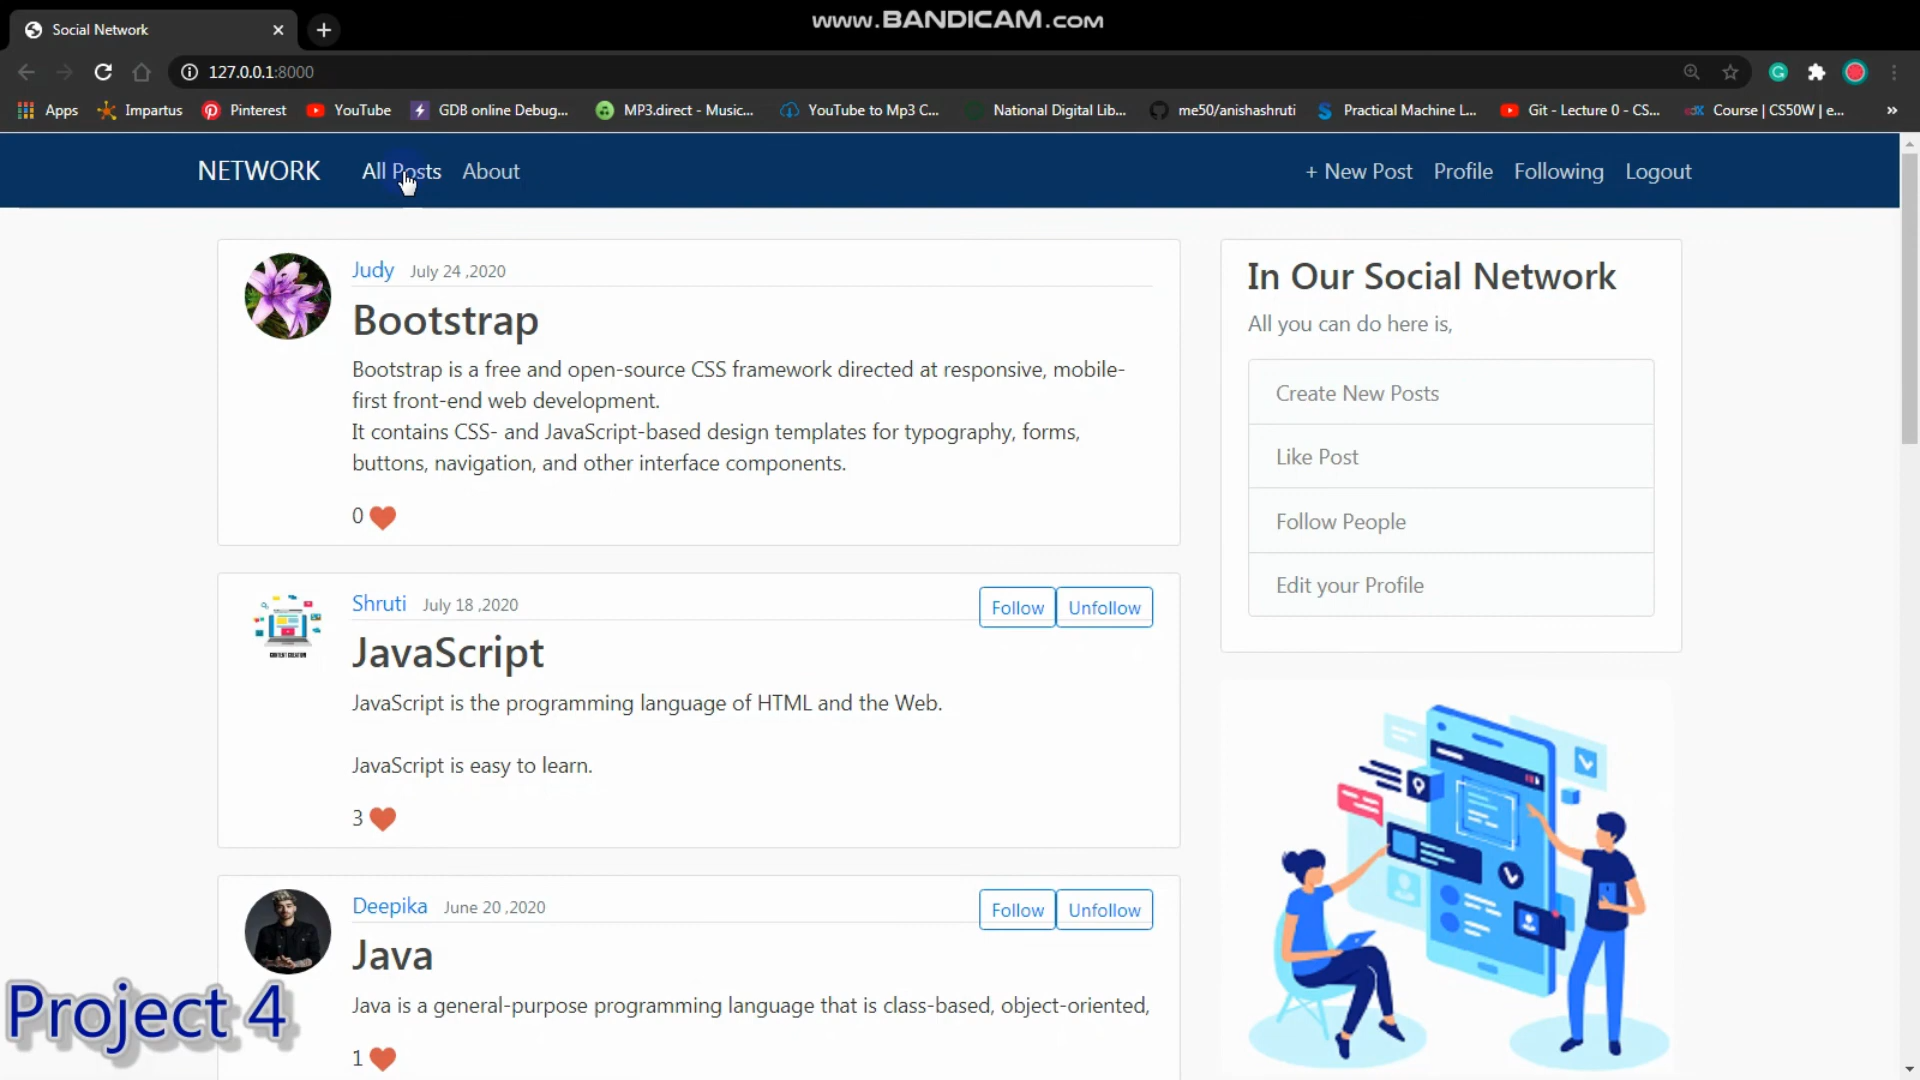 www.BANDICAM.com
Social Network
127.0.0.1:8000
Apps Impartus Pinterest YouTube GDB online Debug... MP3.direct - Music... YouTube to Mp3 C... National Digital Lib... me50/anishashruti Practical Machine L... Git - Lecture 0 - CS... Course | CS50W | e... »
NETWORK All Posts About + New Post Profile Following Logout
Judy July 24 ,2020
Bootstrap
Bootstrap is a free and open-source CSS framework directed at responsive, mobile-
first front-end web development.
It contains CSS- and JavaScript-based design templates for typography, forms,
buttons, navigation, and other interface components.
0
Shruti July 18 ,2020 Follow Unfollow
JavaScript
JavaScript is the programming language of HTML and the Web.
JavaScript is easy to learn.
3
Deepika June 20 ,2020 Follow Unfollow
Java
Java is a general-purpose programming language that is class-based, object-oriented,
1
In Our Social Network
All you can do here is,
Create New Posts
Like Post
Follow People
Edit your Profile
Project 4